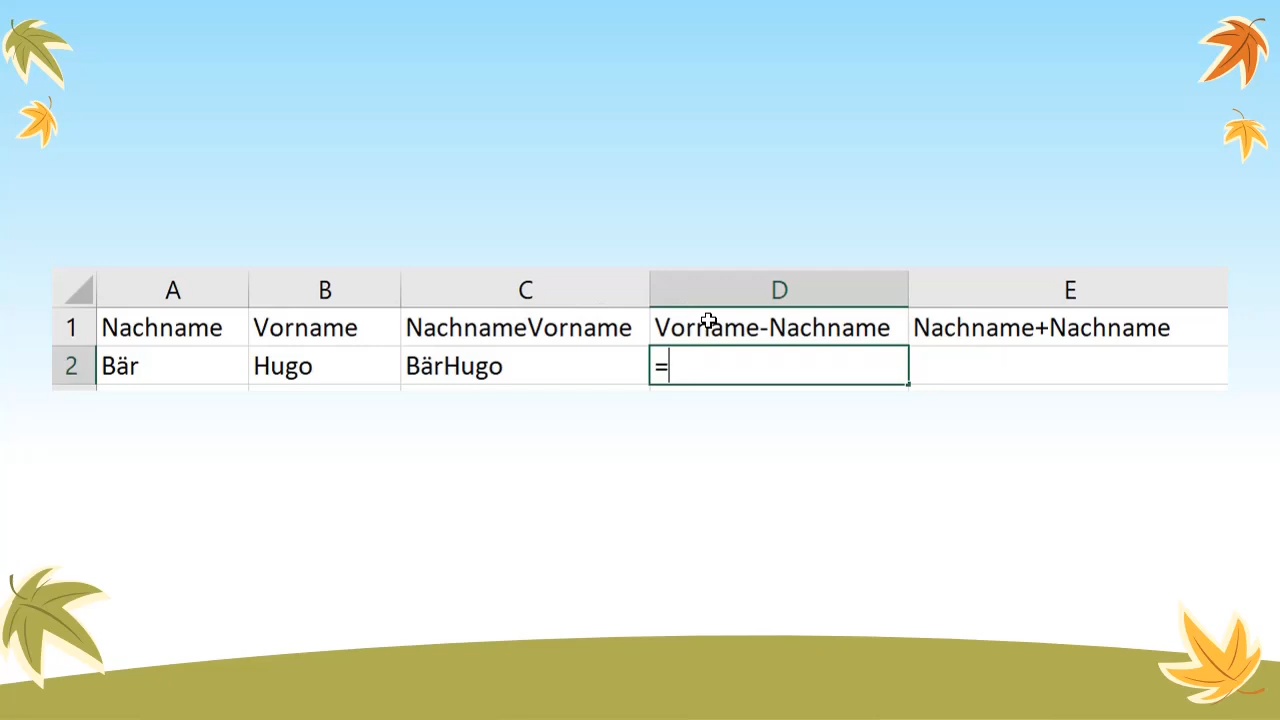 A B C D E
1 Nachname Vorname NachnameVorname Vorname-Nachname Nachname+Nachname
2 Bär Hugo BärHugo =